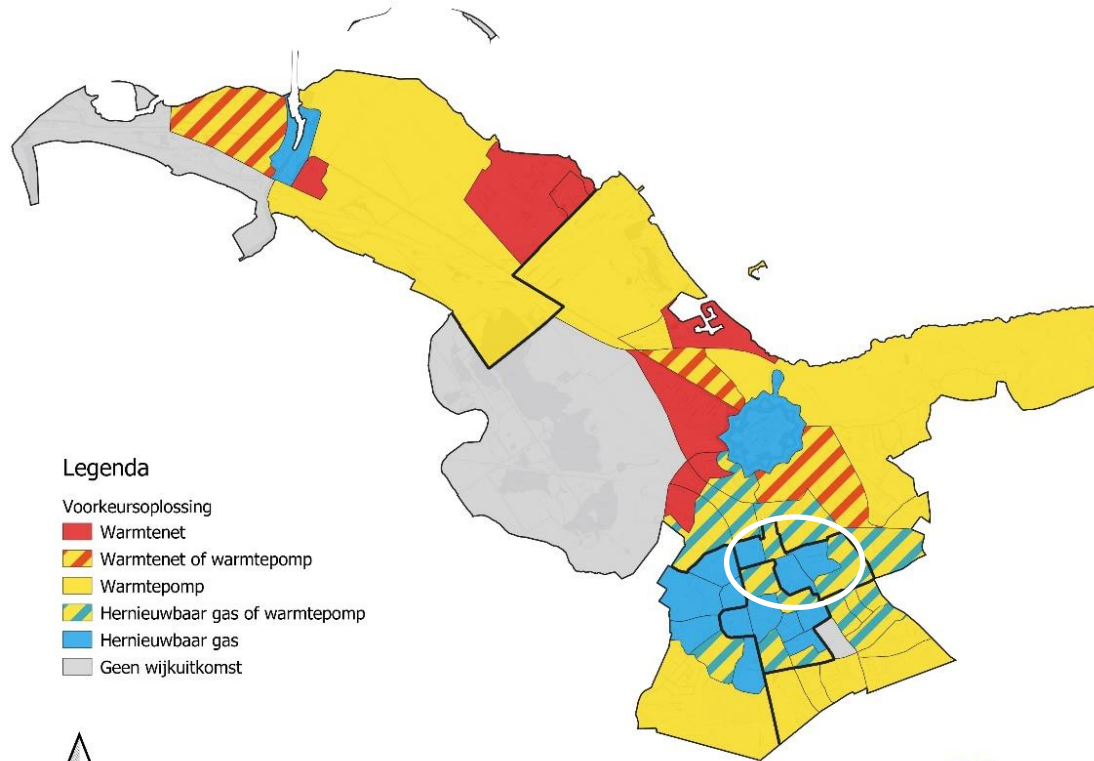 Legenda
Voorkeursoplossing
Warmtenet
Warmtenet of warmtepomp
Warmtepomp
Hernieuwbaar gas of warmtepomp
Hernieuwbaar gas
Geen wijkuitkomst